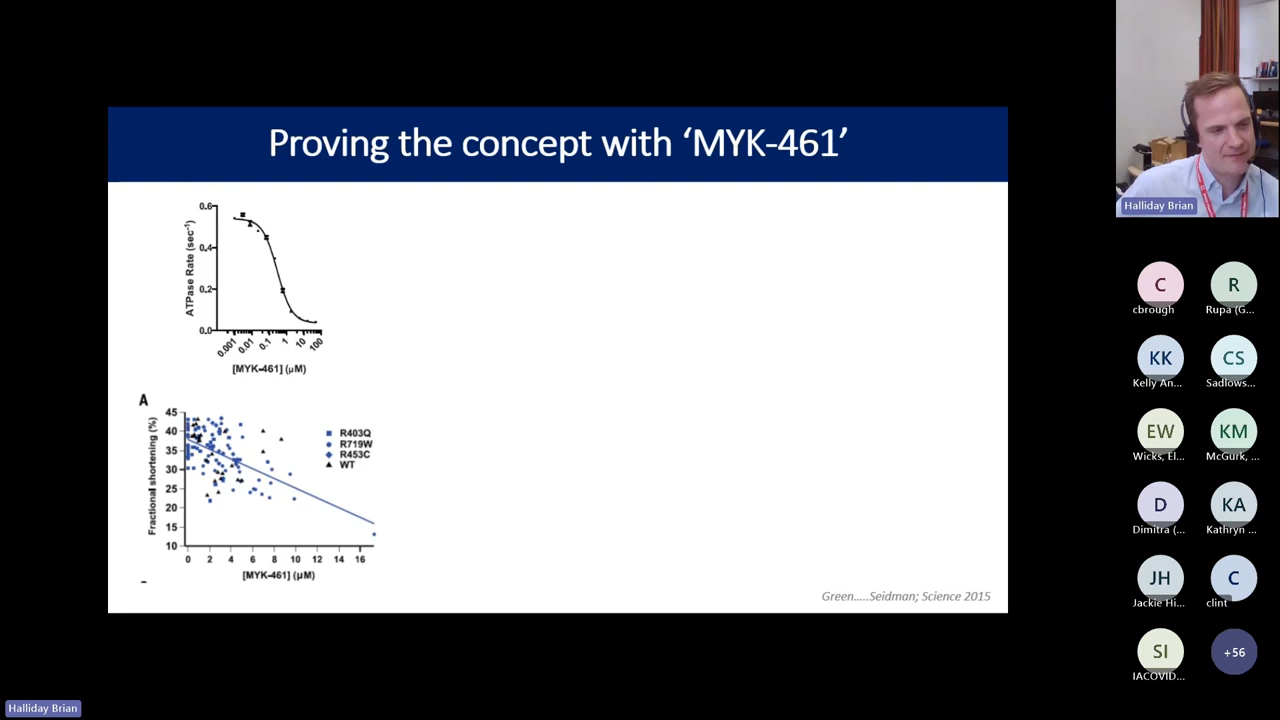 Proving the concept with ‘MYK-461’
0.6
0.4
0.2
0.0
ATPase Rate (sec-1)
0.001
0.01
0.1
1
10
100
[MYK-461] (µM)
A
45
40
35
30
25
20
15
10
Fractional shortening (%)
R403Q
R719W
R453C
WT
0 2 4 6 8 10 12 14 16
[MYK-461] (µM)
Green.....Seidman; Science 2015
Halliday Brian
C R
cbrough Rupa (G...
KK CS
Kelly An... Sadlows...
EW KM
Wicks, El... McGurk, ...
D KA
Dimitra (... Kathryn ...
JH C
Jackie Hi... clint
SI +56
IACOVID...
Halliday Brian